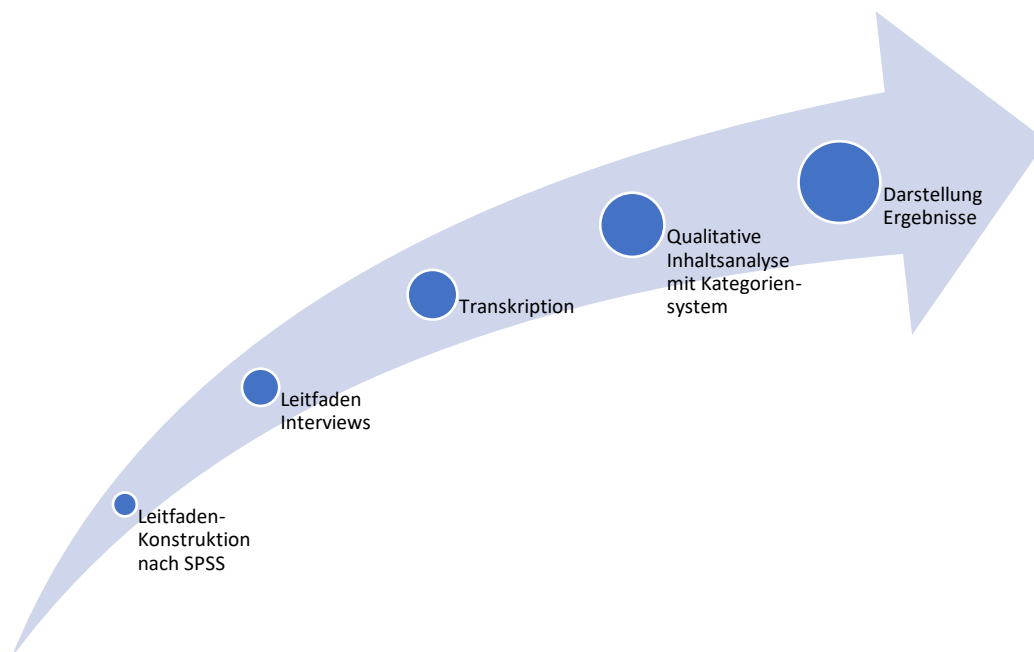 Leitfaden-
Konstruktion
nach SPSS
Leitfaden
Interviews
Transkription
Qualitative
Inhaltsanalyse
mit Kategorien-
system
Darstellung
Ergebnisse